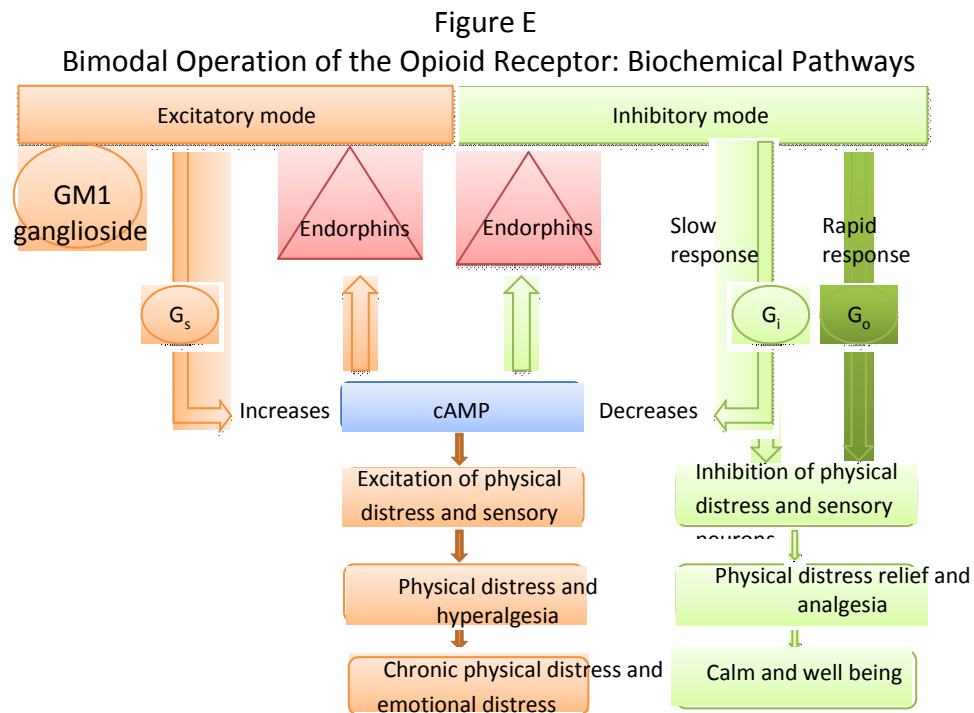 Figure E
Bimodal Operation of the Opioid Receptor: Biochemical Pathways
Excitatory mode
Inhibitory mode
GM1
ganglioside
Endorphins
Endorphins
Slow
response
Rapid
response
Gs
Gi
Go
Increases
cAMP
Decreases
Excitation of physical
distress and sensory
Inhibition of physical
distress and sensory
neurons
Physical distress and
hyperalgesia
Physical distress relief and
analgesia
Chronic physical distress and
emotional distress
Calm and well being